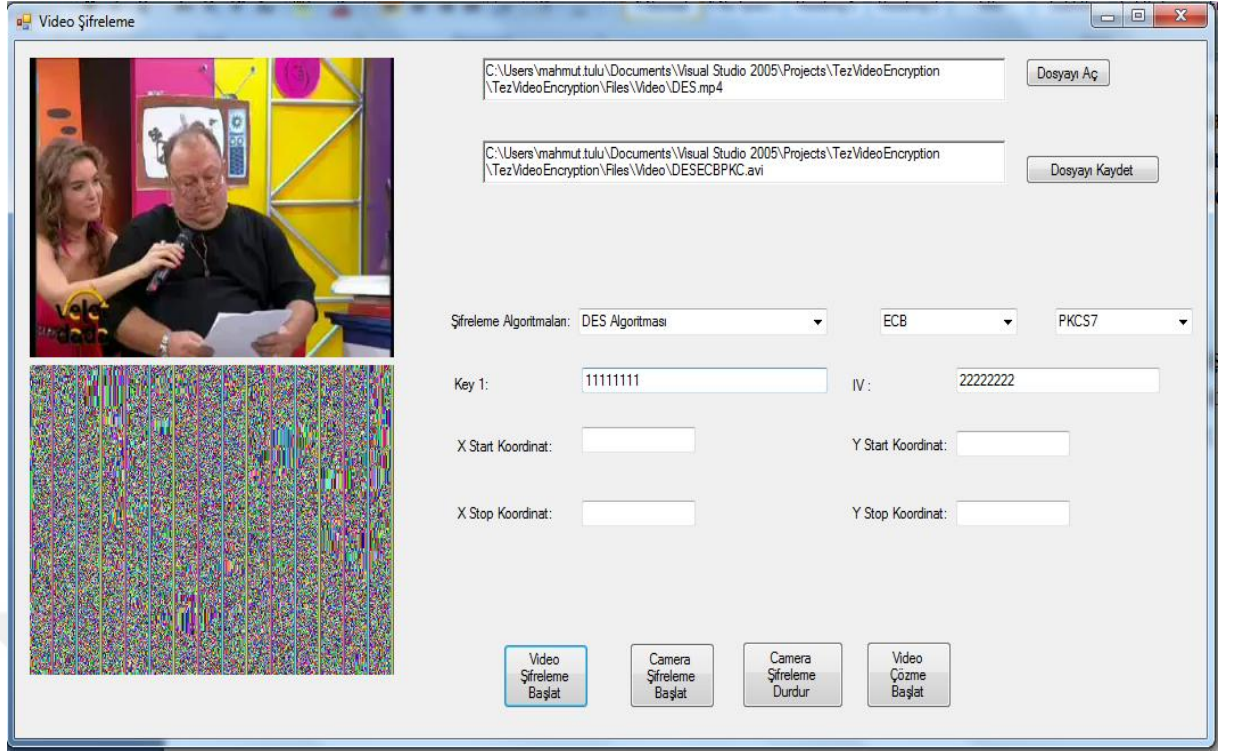 Video Şifreleme
C:\Users\mahmut.tulu\Documents\Visual Studio 2005\Projects\TezVideoEncryption
\TezVideoEncryption\Files\Video\DES.mp4
Dosyayı Aç
C:\Users\mahmut.tulu\Documents\Visual Studio 2005\Projects\TezVideoEncryption
\TezVideoEncryption\Files\Video\DESECBPKC.avi
Dosyayı Kaydet
dada
Şifreleme Algoritmaları: DES Algoritması ECB PKCS7
Key 1: 11111111 IV : 22222222
X Start Koordinat: Y Start Koordinat:
X Stop Koordinat: Y Stop Koordinat:
Video
Şifreleme
Başlat
Camera
Şifreleme
Başlat
Camera
Şifreleme
Durdur
Video
Çözme
Başlat